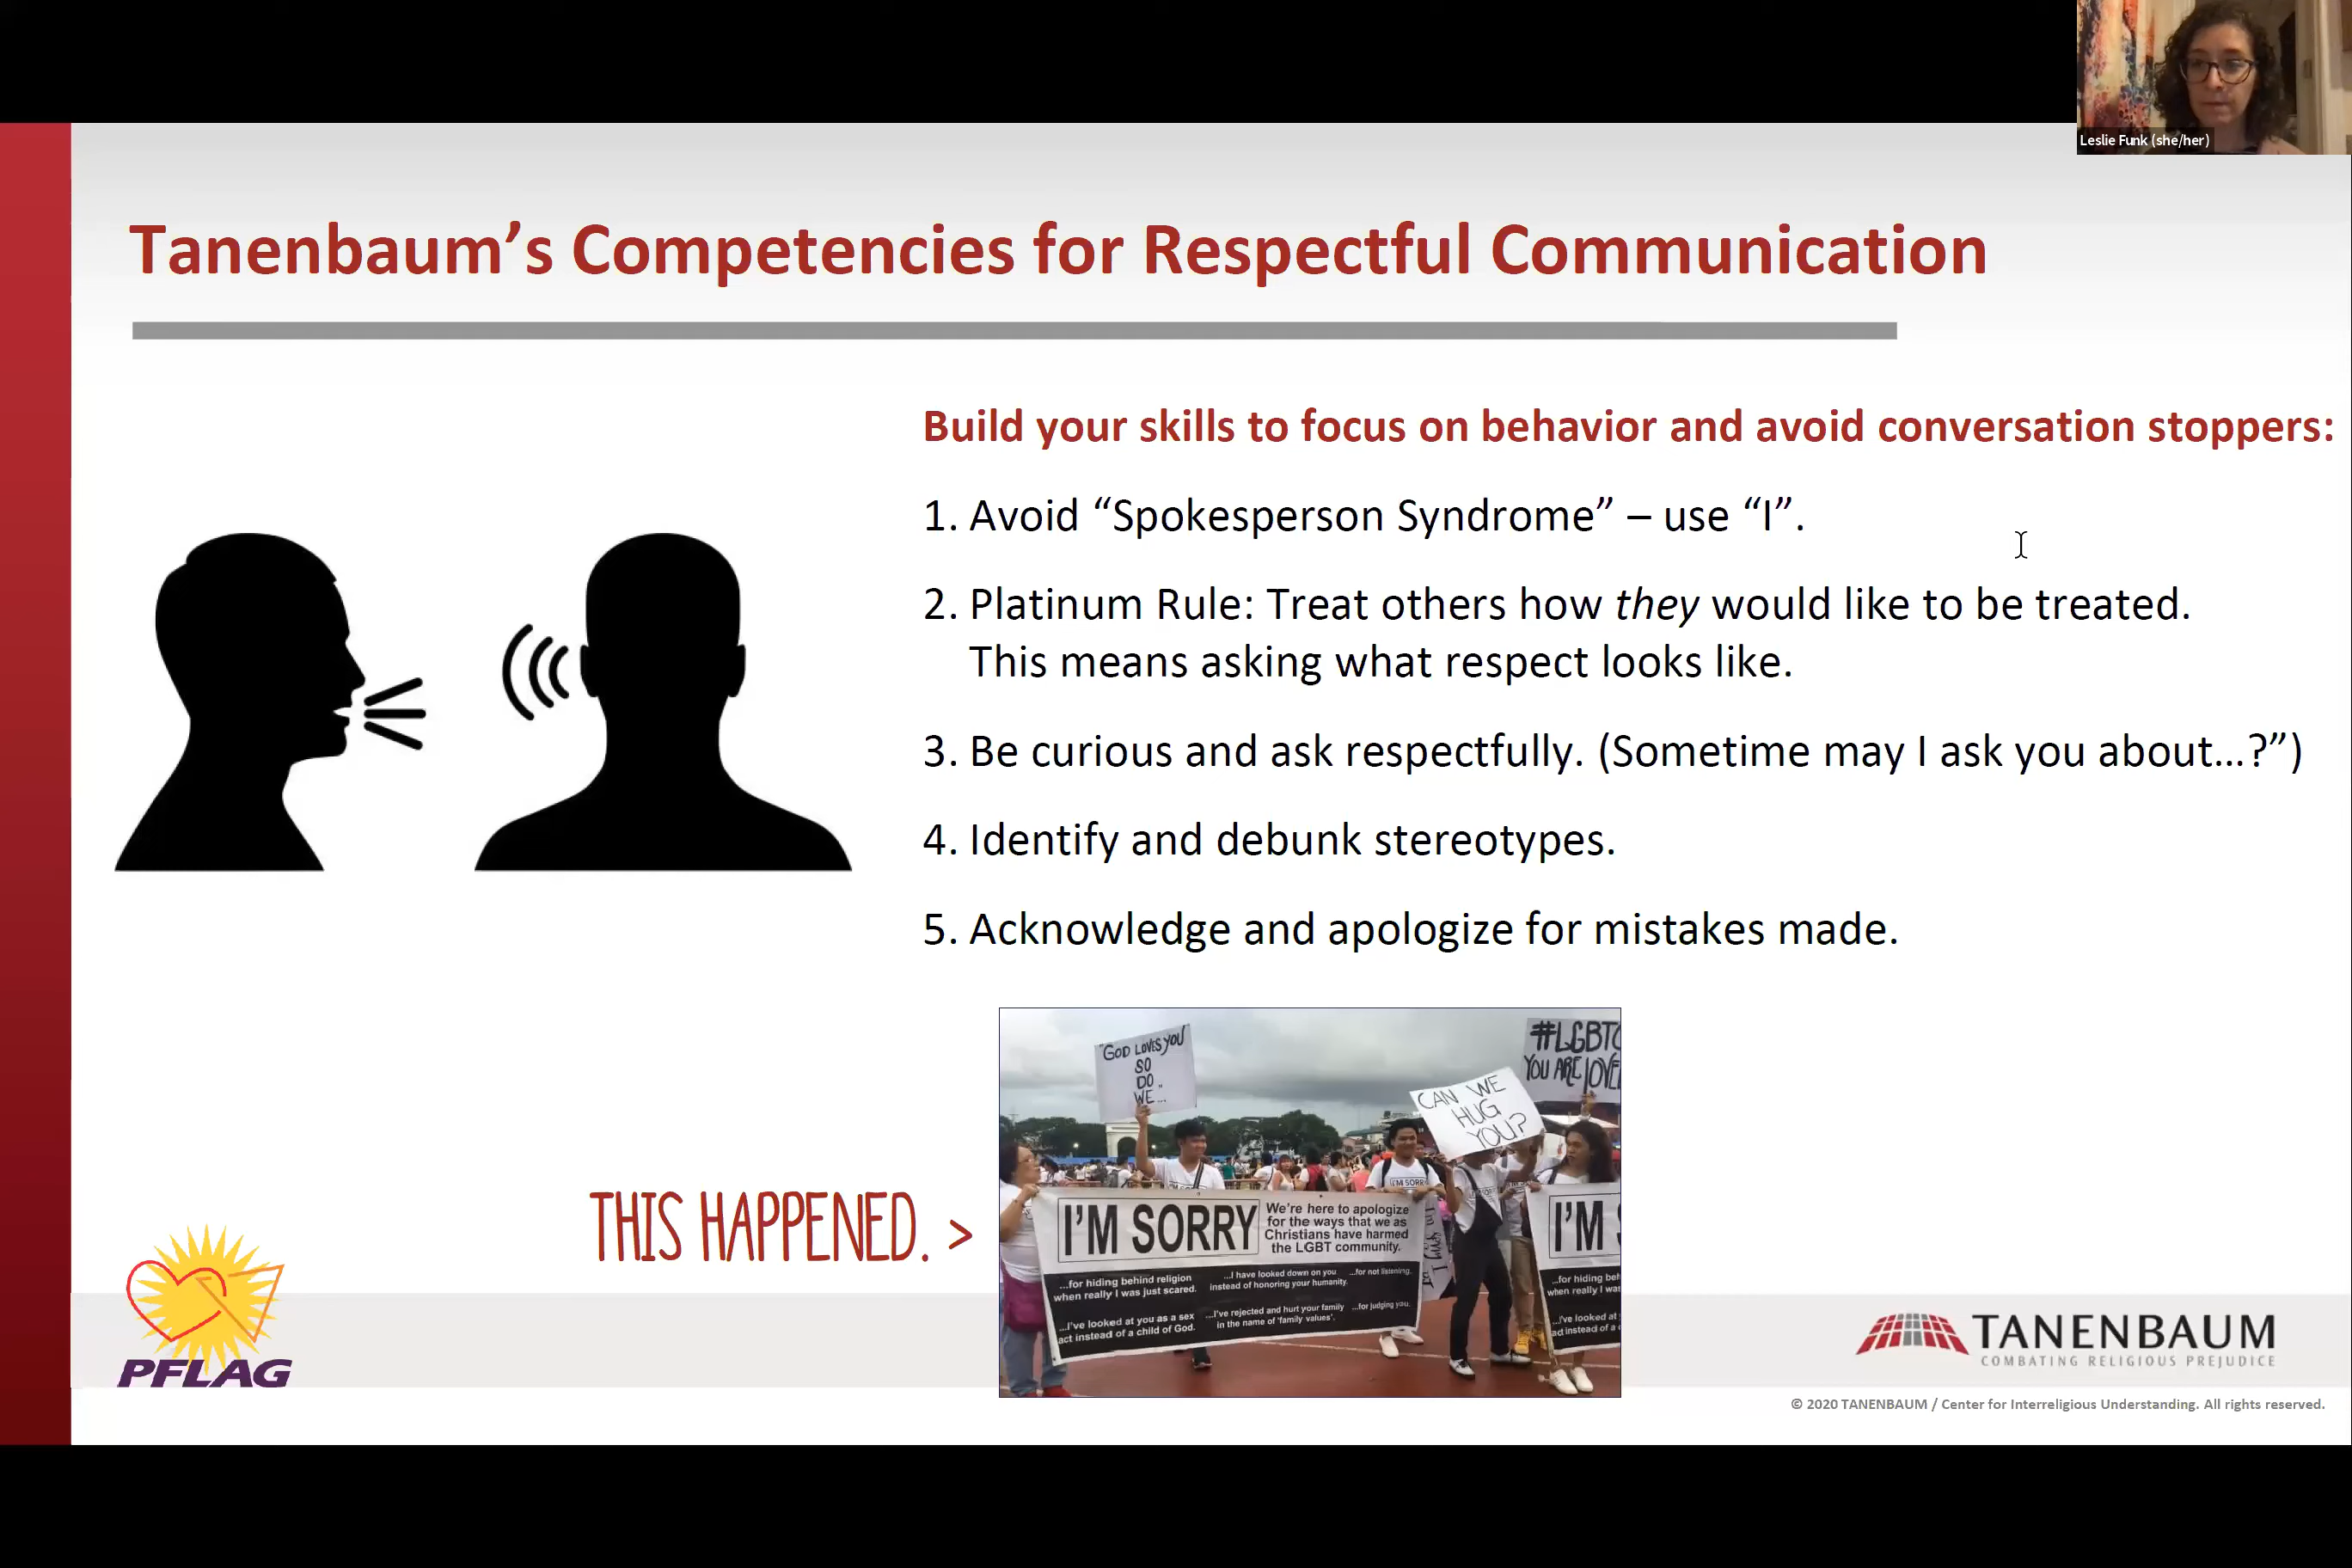 Leslie Funk (she/her)
Tanenbaum’s Competencies for Respectful Communication
Build your skills to focus on behavior and avoid conversation stoppers:
1. Avoid “Spokesperson Syndrome” – use “I”.
2. Platinum Rule: Treat others how they would like to be treated.
This means asking what respect looks like.
3. Be curious and ask respectfully. (Sometime may I ask you about...?”)
4. Identify and debunk stereotypes.
5. Acknowledge and apologize for mistakes made.
THIS HAPPENED. >
"GOD LOVES YOU
SO
DO
WE...
CAN WE
HUG
YOU?
#LGBT
YOU ARE
I'M SORRY
We're here to apologize
for the ways that we as
Christians have harmed
the LGBT community.
...for hiding behind religion
when really I was just scared.
...I have looked down on you
instead of honoring your humanity.
...for not listening.
...I've looked at you as a sex
act instead of a child of God.
...I've rejected and hurt your family
in the name of 'family values'.
...for judging you.
I'M SORR
I'M
...for hiding
when really I was
...I've looked at
act instead of a
PFLAG
TANENBAUM
COMBATING RELIGIOUS PREJUDICE
© 2020 TANENBAUM / Center for Interreligious Understanding. All rights reserved.